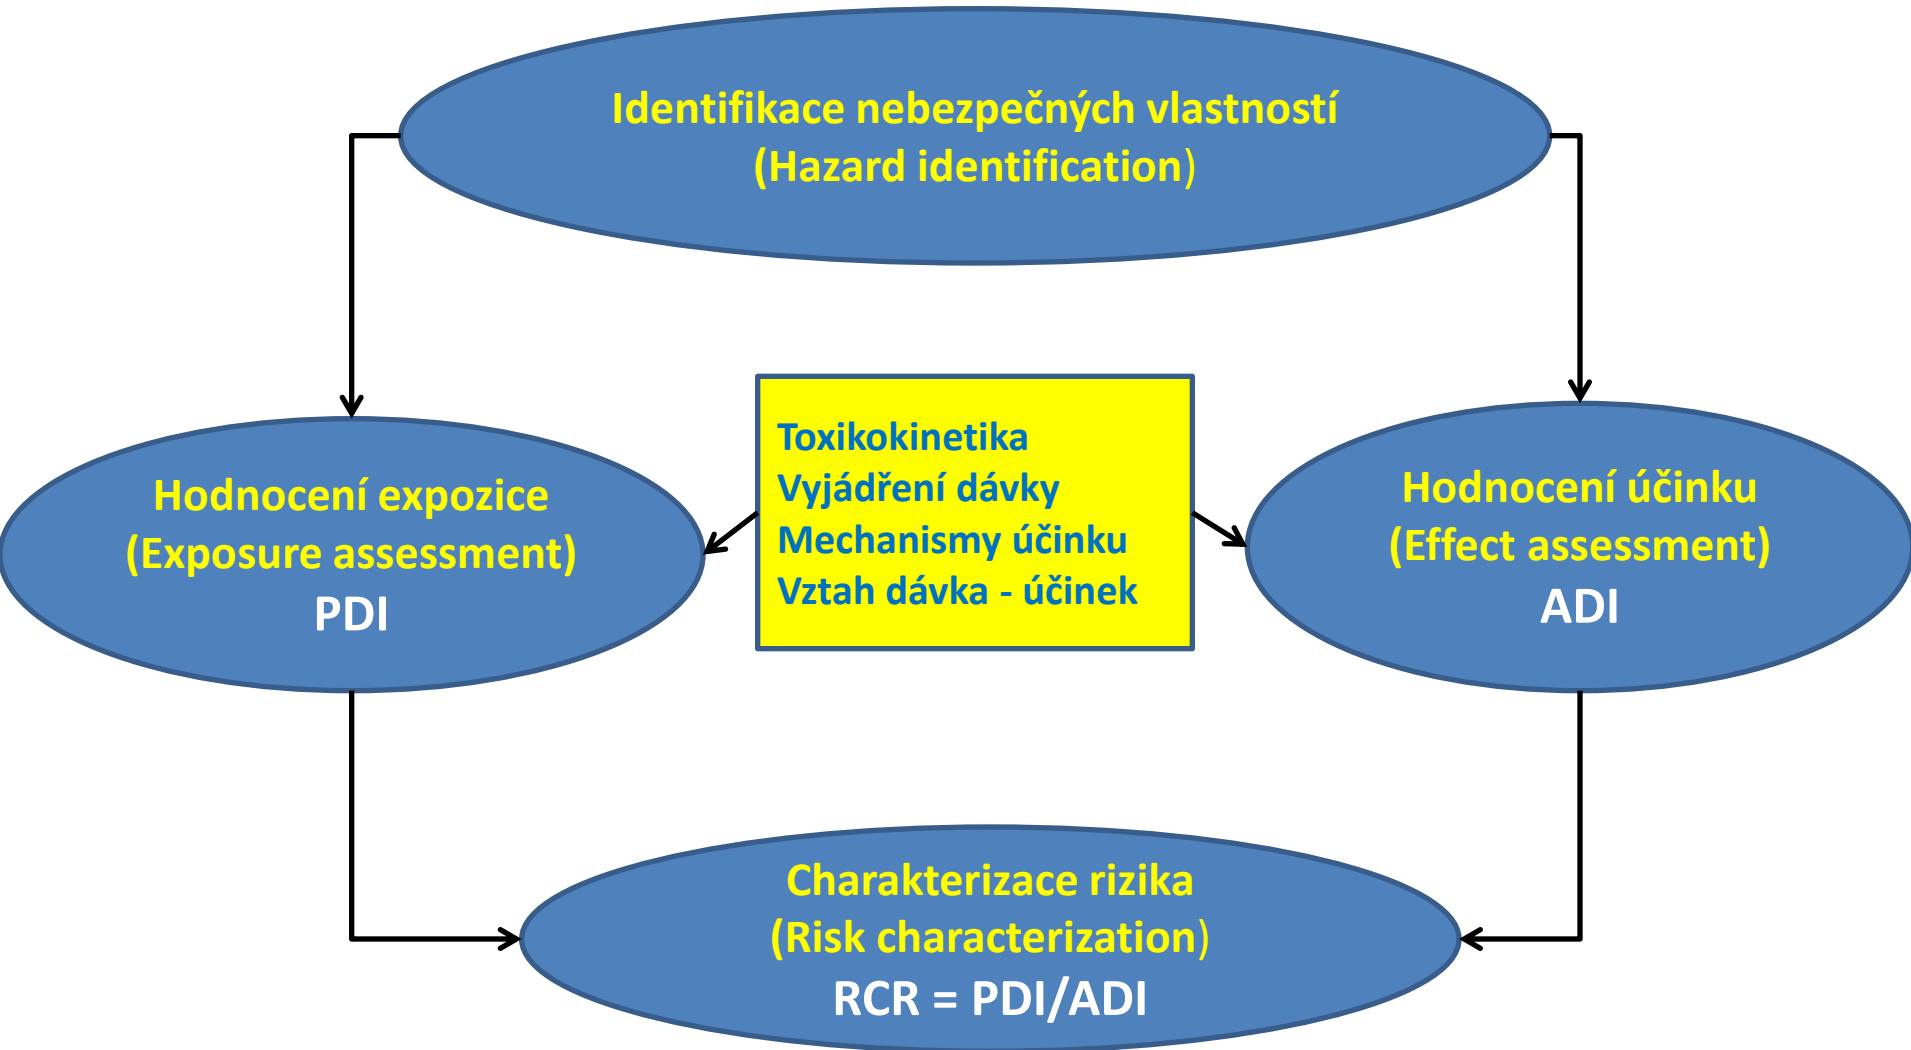 Identifikace nebezpečných vlastností
(Hazard identification)
Toxikokinetika
Vyjádření dávky
Mechanismy účinku
Vztah dávka - účinek
Hodnocení expozice
(Exposure assessment)
PDI
Hodnocení účinku
(Effect assessment)
ADI
Charakterizace rizika
(Risk characterization)
RCR = PDI/ADI